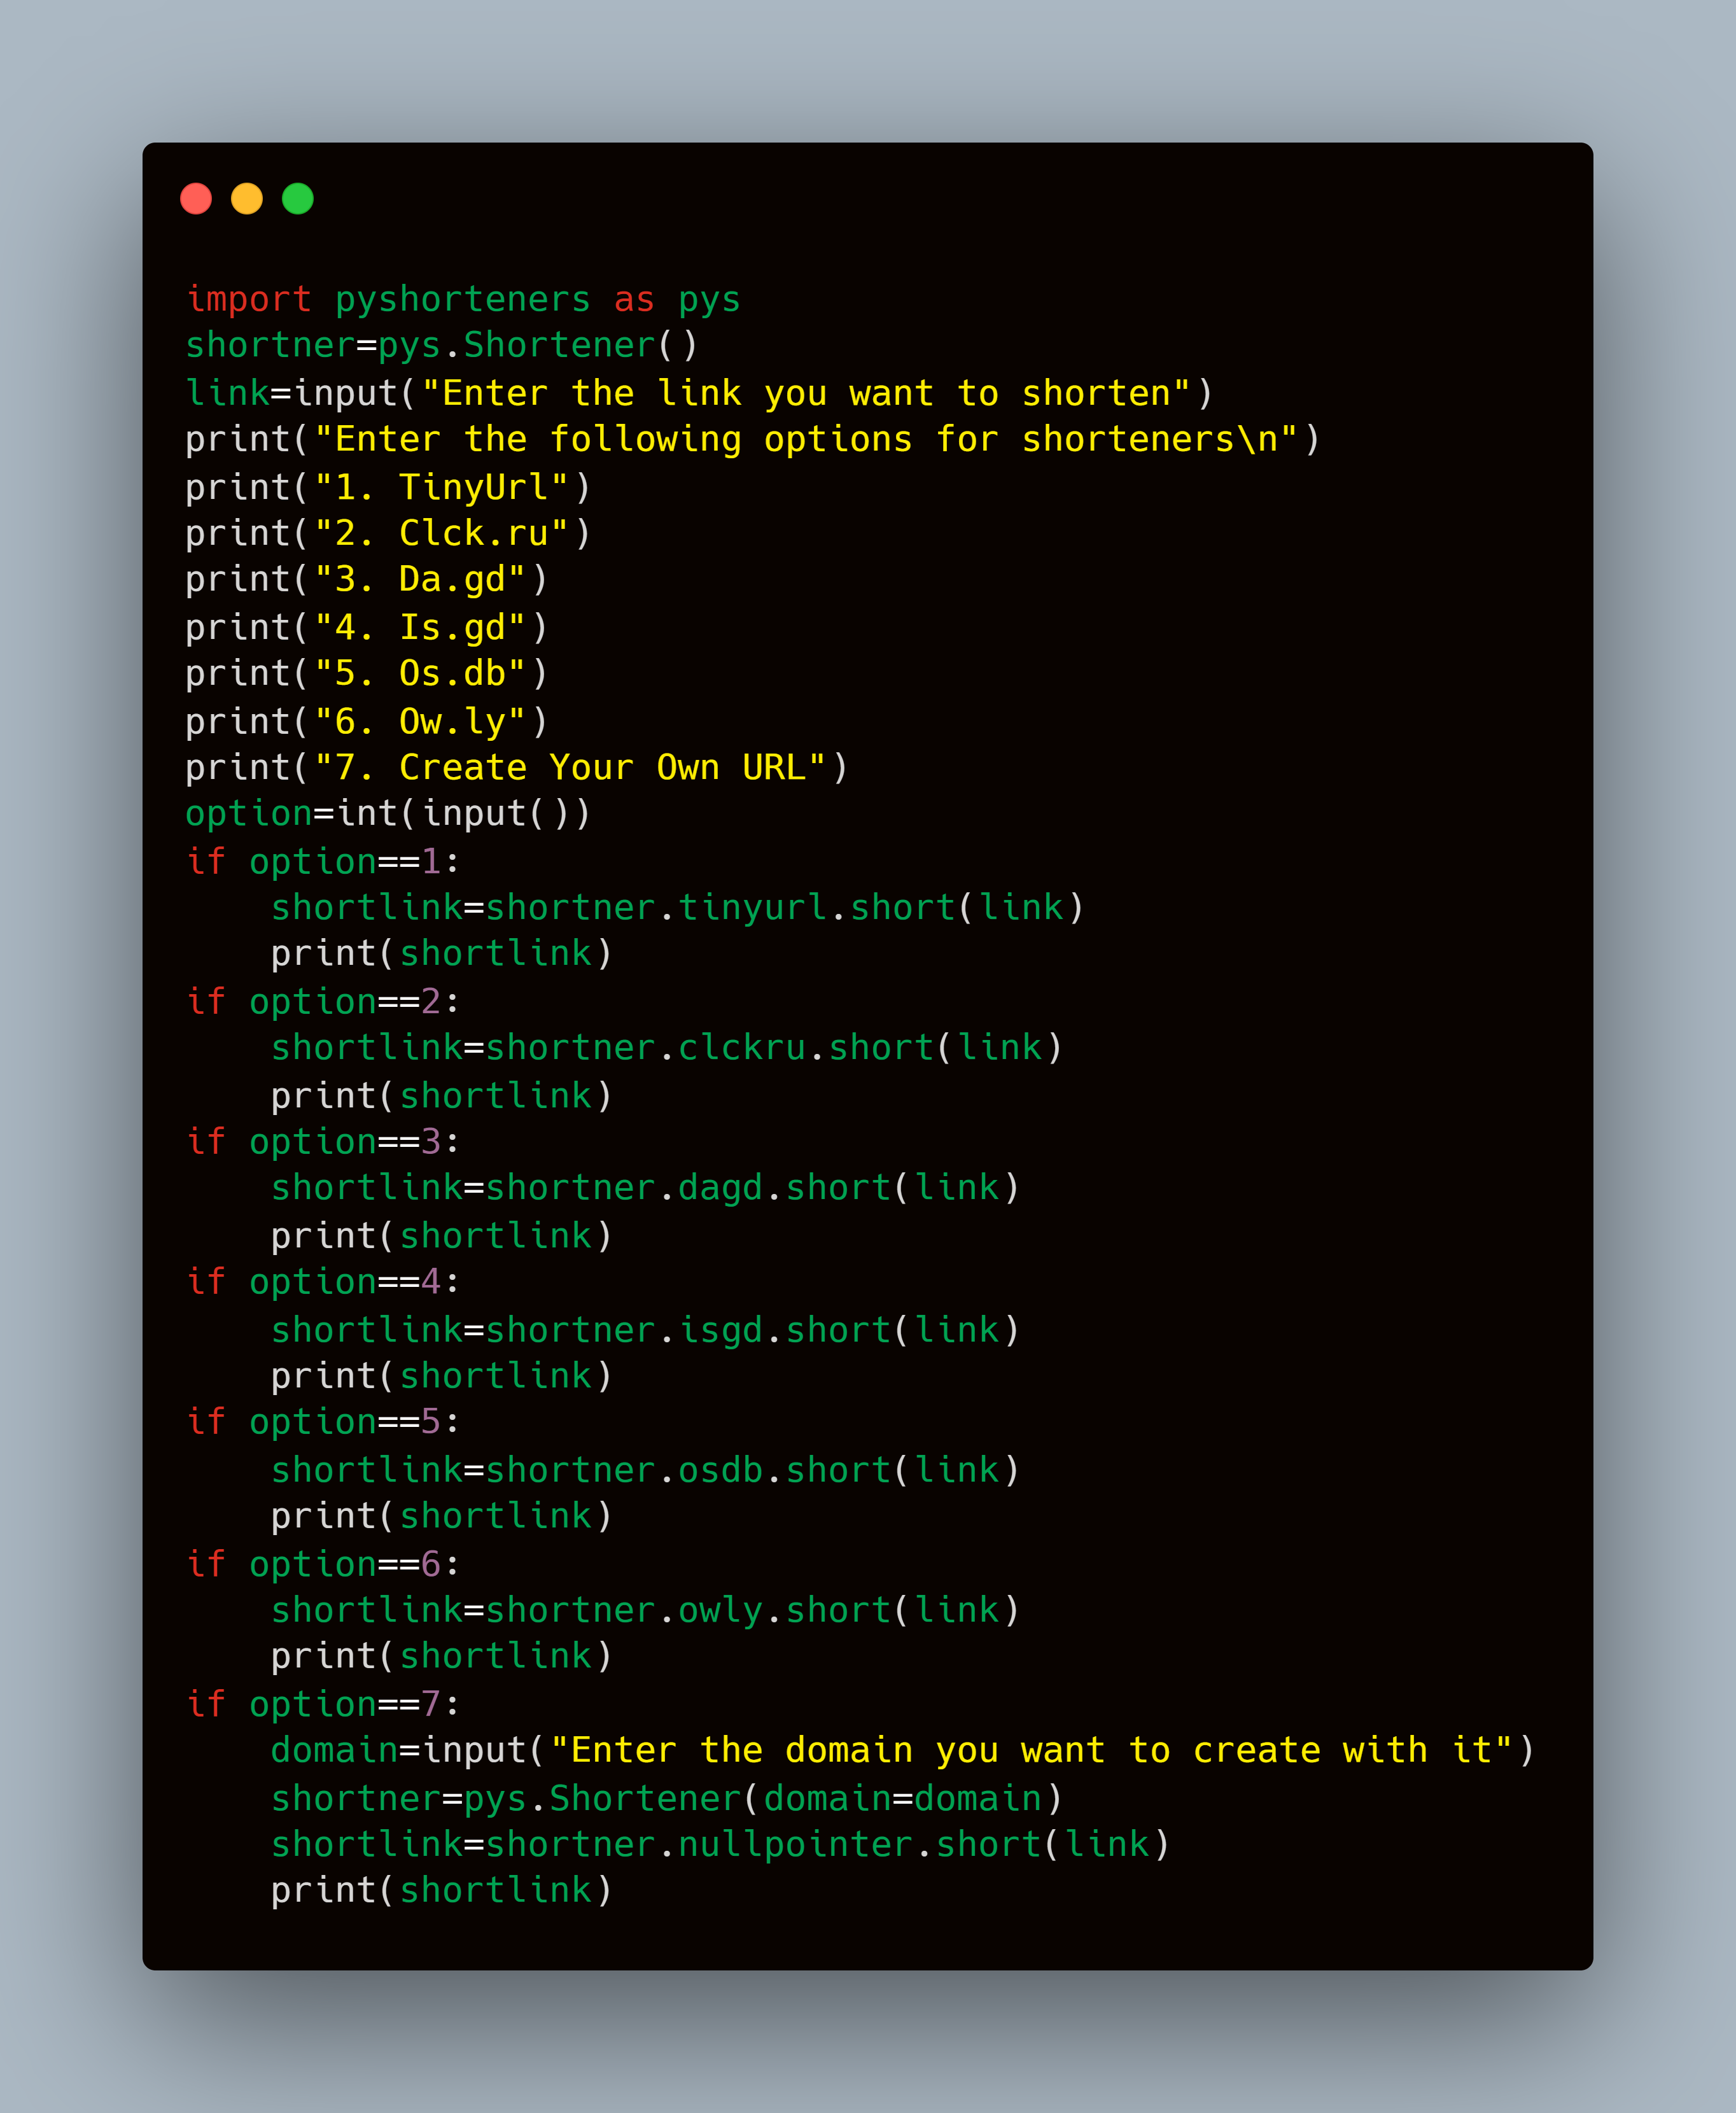 import pyshorteners as pys
shortner=pys.Shortener()
link=input("Enter the link you want to shorten")
print("Enter the following options for shorteners\n")
print("1. TinyUrl")
print("2. Clck.ru")
print("3. Da.gd")
print("4. Is.gd")
print("5. Os.db")
print("6. Ow.ly")
print("7. Create Your Own URL")
option=int(input())
if option==1:
    shortlink=shortner.tinyurl.short(link)
    print(shortlink)
if option==2:
    shortlink=shortner.clckru.short(link)
    print(shortlink)
if option==3:
    shortlink=shortner.dagd.short(link)
    print(shortlink)
if option==4:
    shortlink=shortner.isgd.short(link)
    print(shortlink)
if option==5:
    shortlink=shortner.osdb.short(link)
    print(shortlink)
if option==6:
    shortlink=shortner.owly.short(link)
    print(shortlink)
if option==7:
    domain=input("Enter the domain you want to create with it")
    shortner=pys.Shortener(domain=domain)
    shortlink=shortner.nullpointer.short(link)
    print(shortlink)